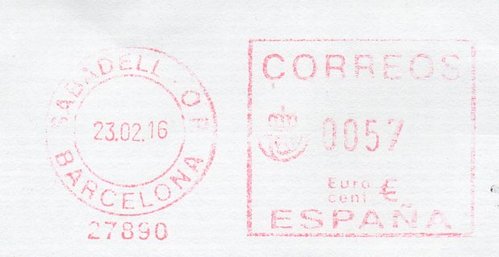 SABADELL - O.P.
BARCELONA
23.02.16
27890
CORREOS
0057
Euro
cent €
ESPAÑA